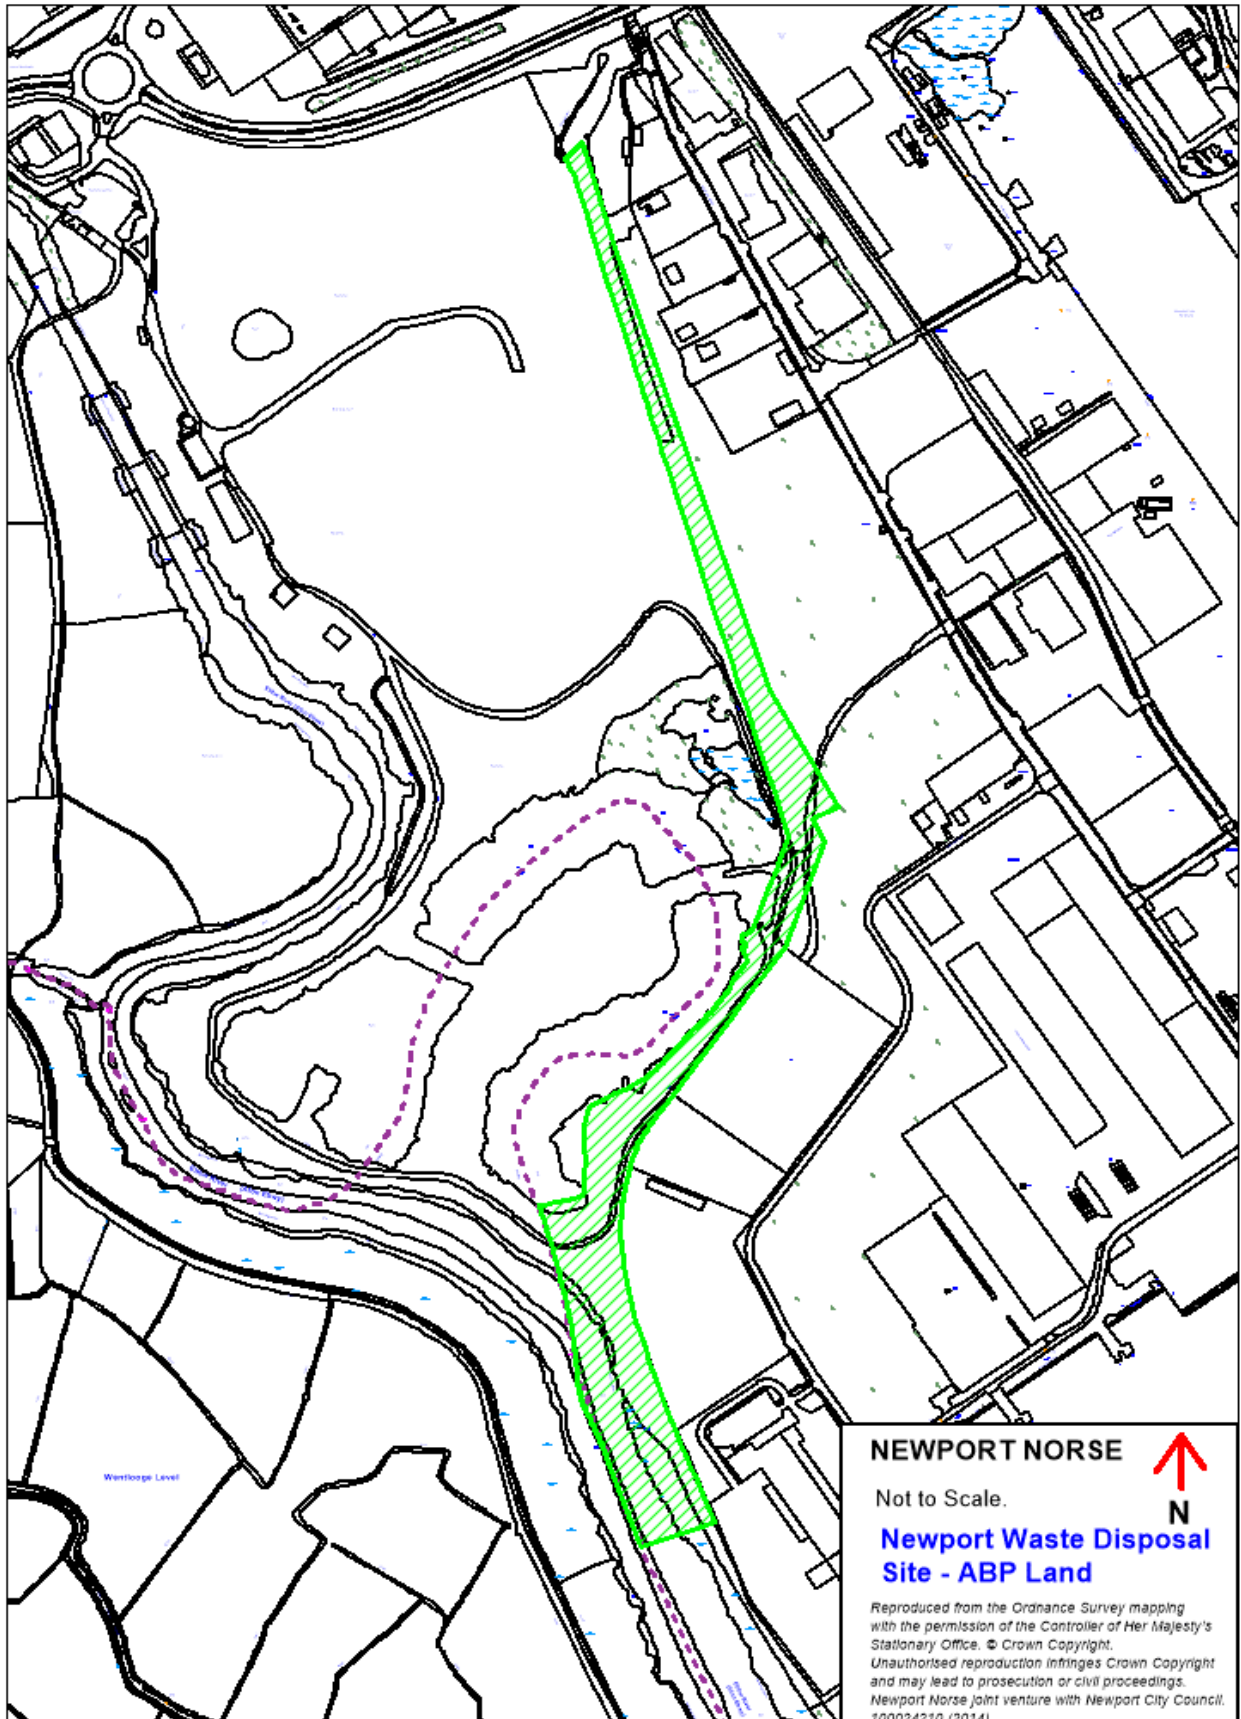 Wentlooge Level
NEWPORT NORSE
N
Not to Scale.
Newport Waste Disposal
Site - ABP Land
Reproduced from the Ordnance Survey mapping
with the permission of the Controller of Her Majesty's
Stationary Office. © Crown Copyright.
Unauthorised reproduction infringes Crown Copyright
and may lead to prosecution or civil proceedings.
Newport Norse joint venture with Newport City Council.
100024210 (2014)